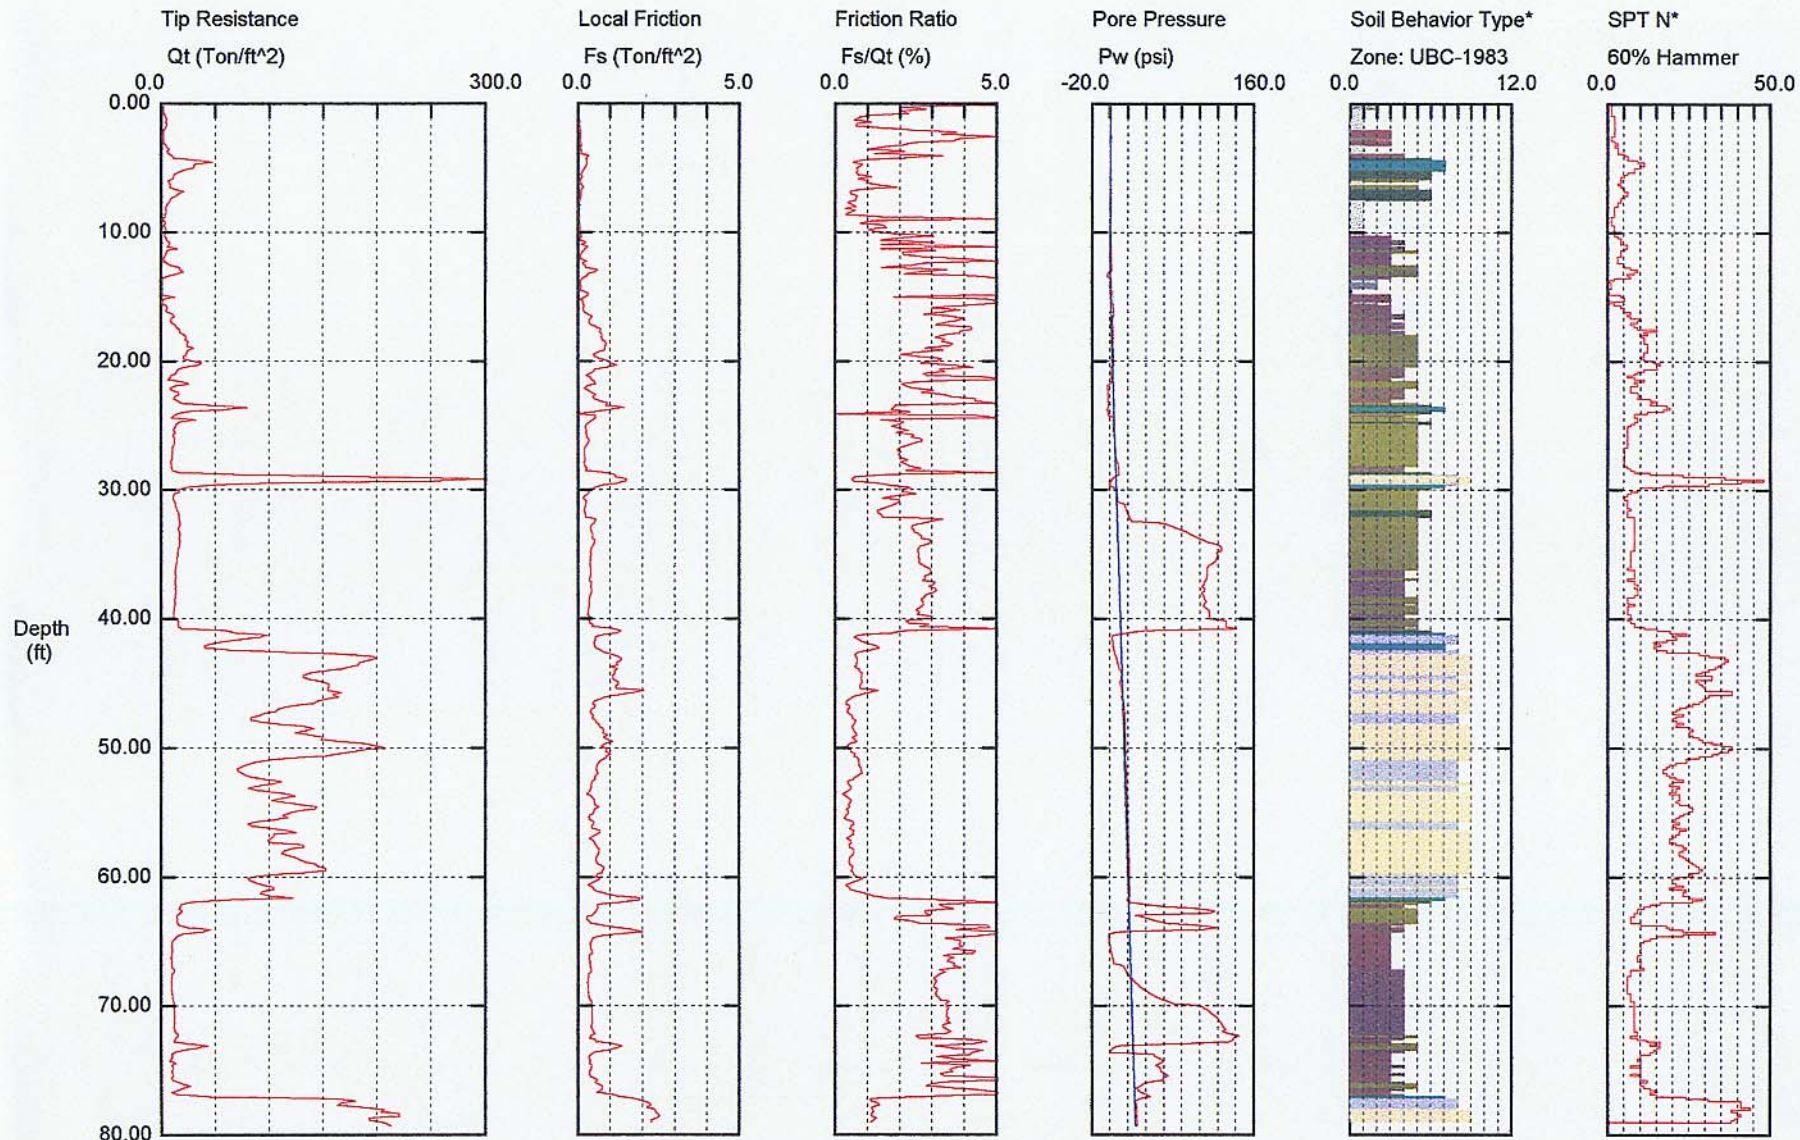 Tip Resistance
Qt (Ton/ft^2)
0.0 300.0
Local Friction
Fs (Ton/ft^2)
0.0 5.0
Friction Ratio
Fs/Qt (%)
0.0 5.0
Pore Pressure
Pw (psi)
-20.0 160.0
Soil Behavior Type*
Zone: UBC-1983
0.0 12.0
SPT N*
60% Hammer
0.0 50.0
0.00
10.00
20.00
30.00
40.00
Depth
(ft)
50.00
60.00
70.00
80.00